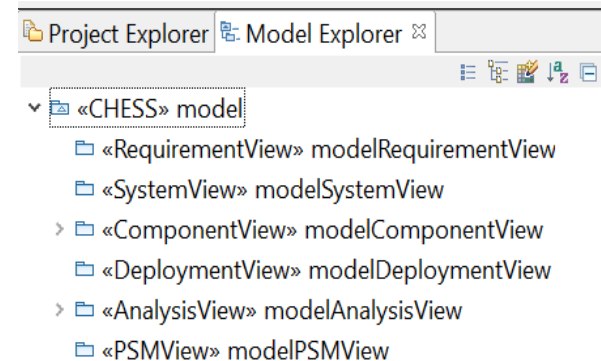 Project Explorer Model Explorer
«CHESS» model
«RequirementView» modelRequirementView
«SystemView» modelSystemView
«ComponentView» modelComponentView
«DeploymentView» modelDeploymentView
«AnalysisView» modelAnalysisView
«PSMView» modelPSMView